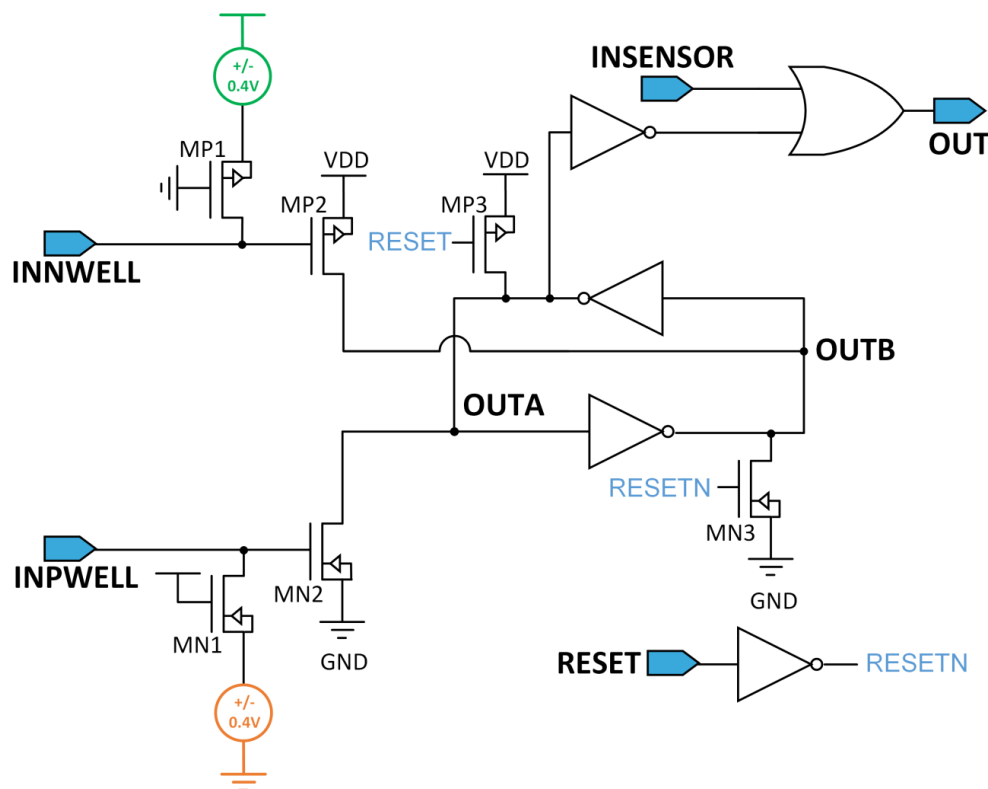 +/-
0.4V
INSENSOR
OUT
MP1
VDD
VDD
MP2
MP3
RESET
INNWELL
OUTB
OUTA
RESETN
INPWELL
MN3
MN2
MN1
GND
GND
RESET
RESETN
+/-
0.4V